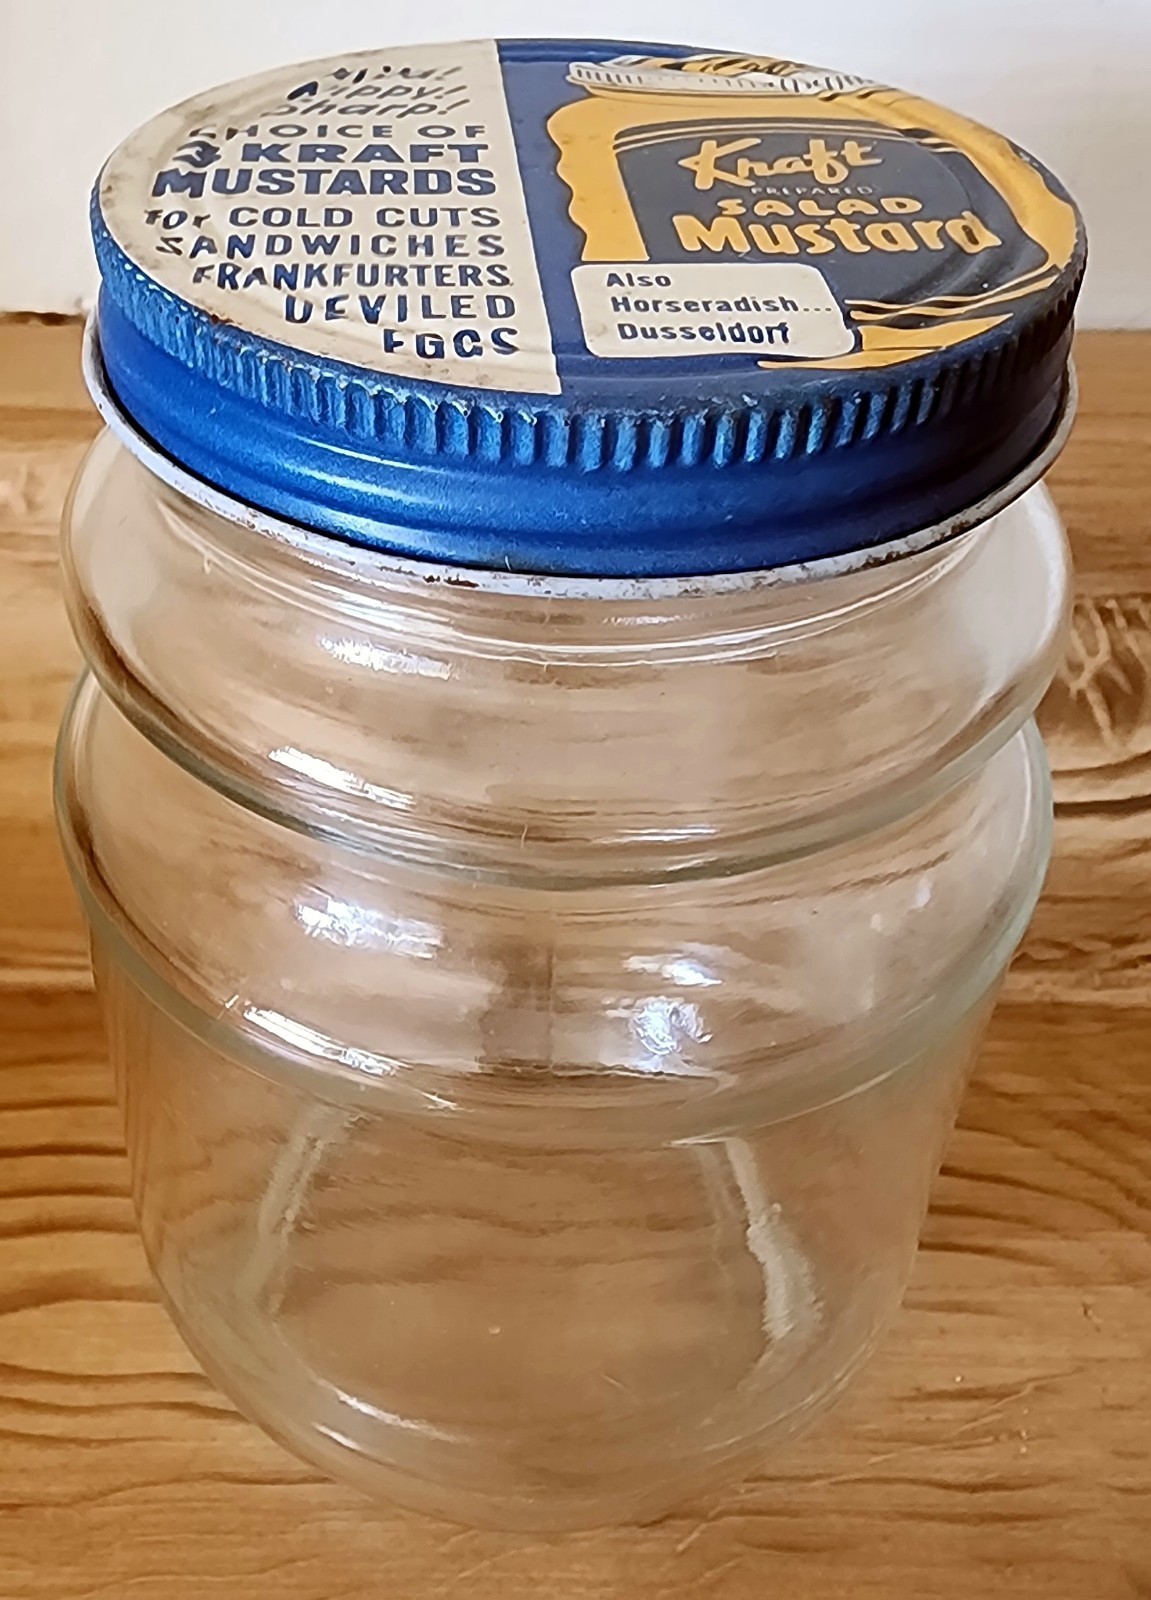 Mild!
Nippy!
Sharp!
CHOICE OF
3 KRAFT
MUSTARDS
for COLD CUTS
SANDWICHES
FRANKFURTERS
DEVILED
EGGS
Kraft
PREPARED
SALAD
Mustard
Also
Horseradish...
Dusseldorf